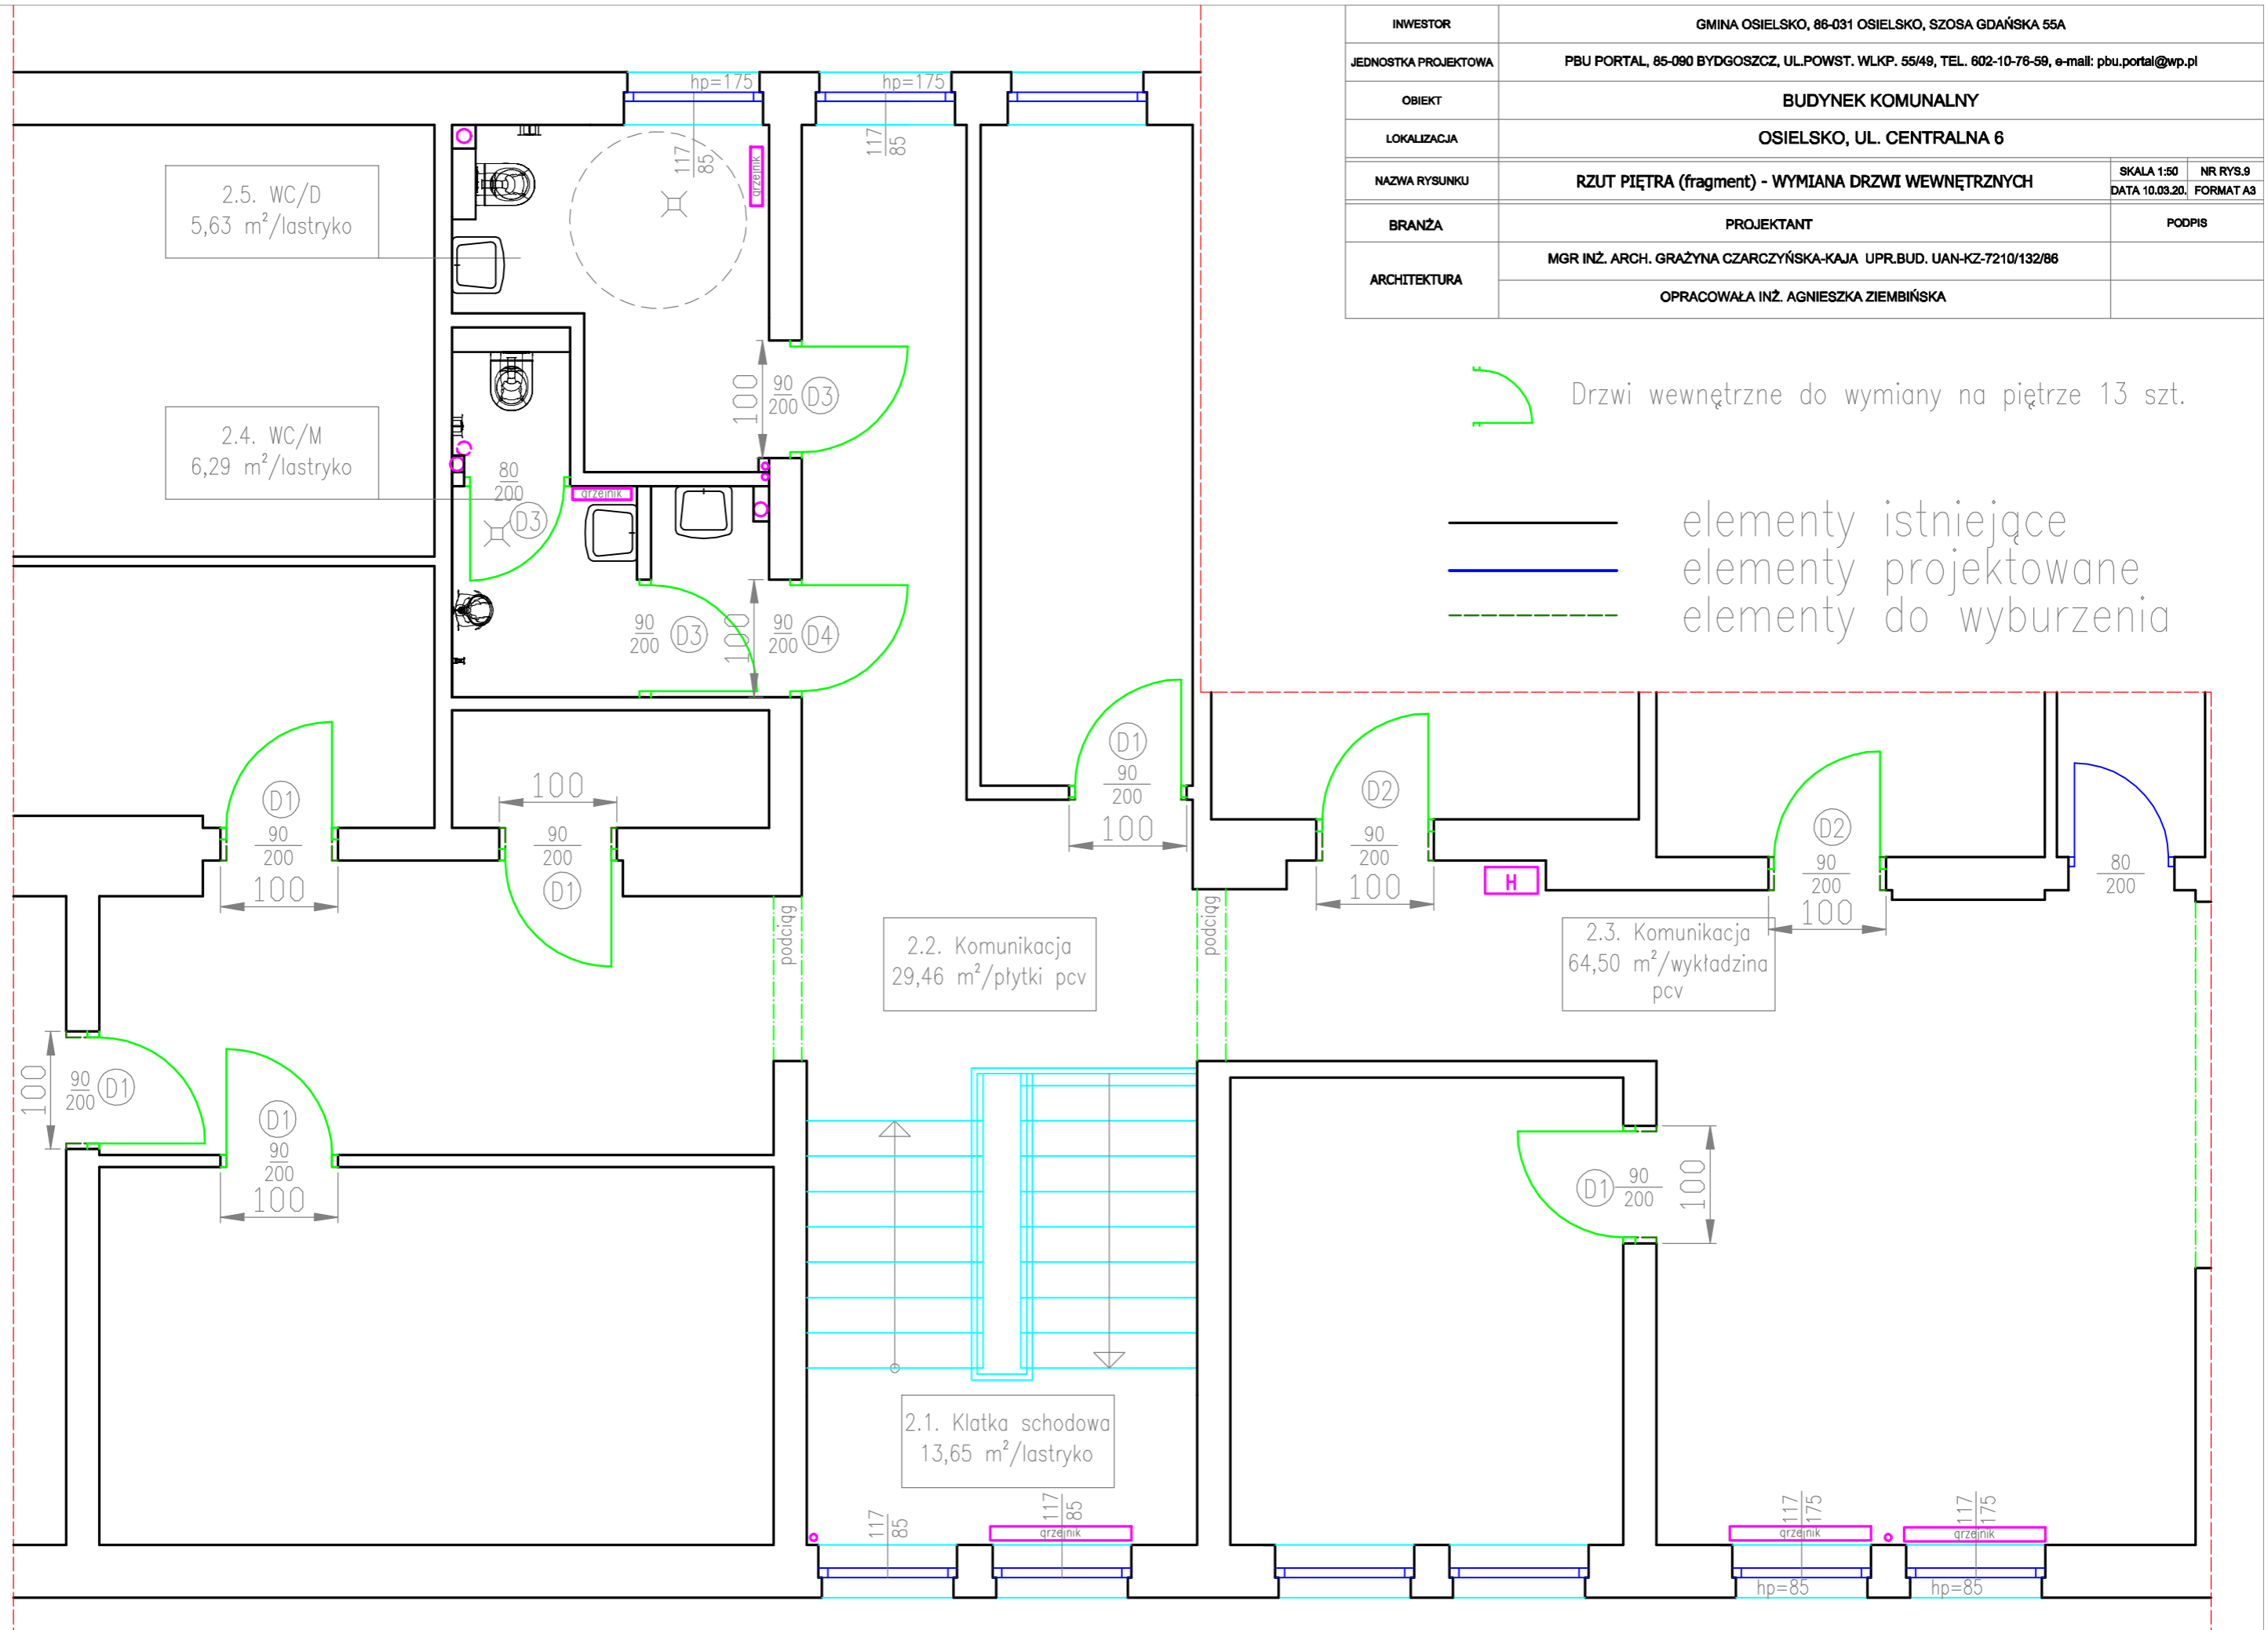 INWESTOR
GMINA OSIELSKO, 86-031 OSIELSKO, SZOSA GDAŃSKA 55A
JEDNOSTKA PROJEKTOWA
PBU PORTAL, 85-090 BYDGOSZCZ, UL.POWST. WLKP. 55/49, TEL. 602-10-76-59, e-mail: pbu.portal@wp.pl
OBIEKT
BUDYNEK KOMUNALNY
LOKALIZACJA
OSIELSKO, UL. CENTRALNA 6
NAZWA RYSUNKU
RZUT PIĘTRA (fragment) - WYMIANA DRZWI WEWNĘTRZNYCH
SKALA 1:50
NR RYS.9
DATA 10.03.20.
FORMAT A3
BRANŻA
PROJEKTANT
PODPIS
ARCHITEKTURA
MGR INŻ. ARCH. GRAŻYNA CZARCZYŃSKA-KAJA UPR.BUD. UAN-KZ-7210/132/86
OPRACOWAŁA INŻ. AGNIESZKA ZIEMBIŃSKA
Drzwi wewnętrzne do wymiany na piętrze 13 szt.
elementy istniejące
elementy projektowane
elementy do wyburzenia
hp=175
117
85
hp=175
117
85
grzejnik
2.5. WC/D
5,63 m²/lastryko
2.4. WC/M
6,29 m²/lastryko
100
90
200
D3
80
200
D3
grzejnik
90
200
D3
100
90
200
D4
D1
90
200
100
100
90
200
D1
D1
90
200
100
D2
90
200
100
H
D2
90
200
100
80
200
podciąg
2.2. Komunikacja
29,46 m²/płytki pcv
podciąg
2.3. Komunikacja
64,50 m²/wykładzina
pcv
100
90
200
D1
D1
90
200
100
D1
90
200
100
2.1. Klatka schodowa
13,65 m²/lastryko
117
85
117
85
grzejnik
117
175
grzejnik
hp=85
117
175
grzejnik
hp=85